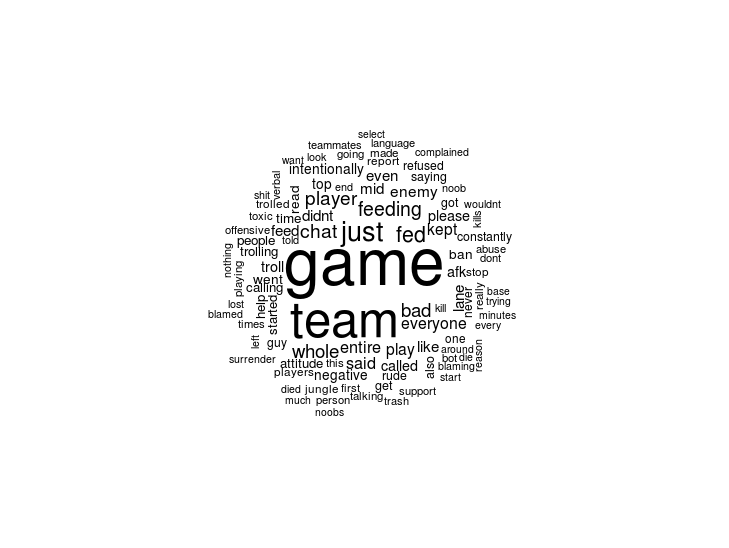 select
teammates language
want look going made complained
intentionally report refused
verbal even saying
shit read top end mid enemy noob
trolled player got wouldnt
toxic time didnt feeding please kills
offensive feed chat just fed kept constantly
people told
nothing trolling ban abuse dont
troll game afk stop
playing went
calling
lost help started team bad kill lane never really base trying
blamed times everyone minutes every
left guy whole entire play like one around reason
surrender attitude this said called also bot die blaming
players negative rude start
died jungle first get support
much person talking trash
noobs